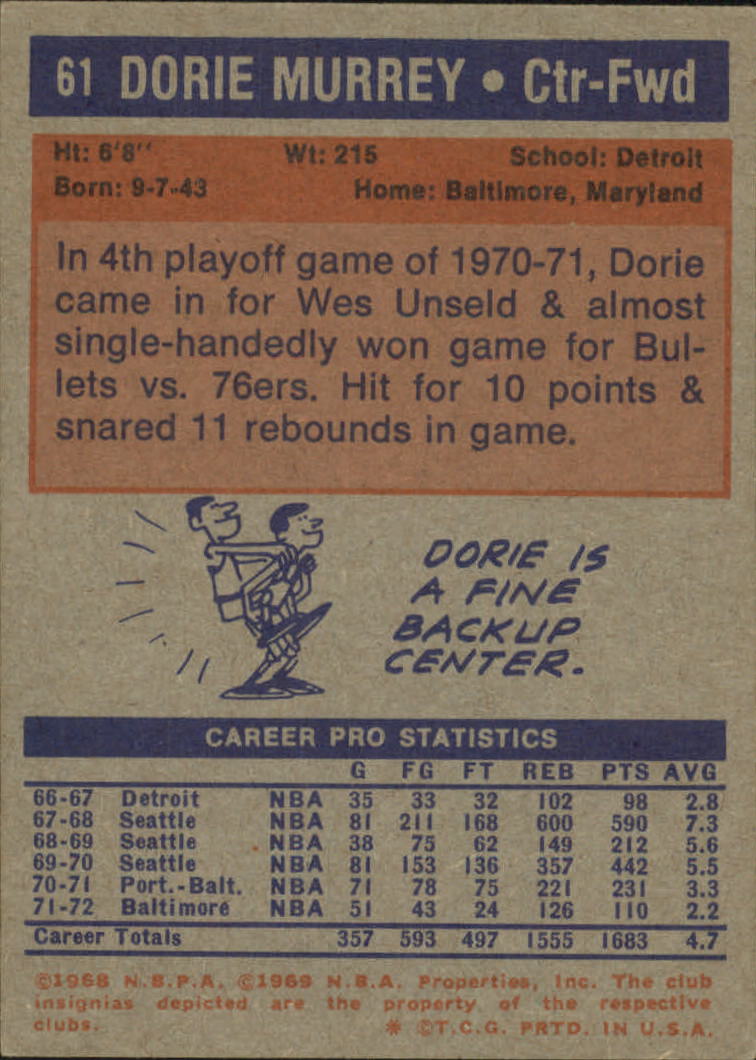 61 DORIE MURREY • Ctr-Fwd
Ht: 6'8'' Wt: 215 School: Detroit
Born: 9-7-43 Home: Baltimore, Maryland
In 4th playoff game of 1970-71, Dorie
came in for Wes Unseld & almost
single-handedly won game for Bul-
lets vs. 76ers. Hit for 10 points &
snared 11 rebounds in game.
DORIE IS
A FINE
BACKUP
CENTER.
CAREER PRO STATISTICS
G FG FT REB PTS AVG
66-67 Detroit NBA 35 33 32 102 98 2.8
67-68 Seattle NBA 81 211 168 600 590 7.3
68-69 Seattle NBA 38 75 62 149 212 5.6
69-70 Seattle NBA 81 153 136 357 442 5.5
70-71 Port.-Balt. NBA 71 78 75 221 231 3.3
71-72 Baltimore NBA 51 43 24 126 110 2.2
Career Totals 357 593 497 1555 1683 4.7
©1968 N.B.P.A. ©1969 N.B.A. Properties, Inc. The club
insignias depicted are the property of the respective
clubs. * ©T.C.G. PRTD. IN U.S.A.